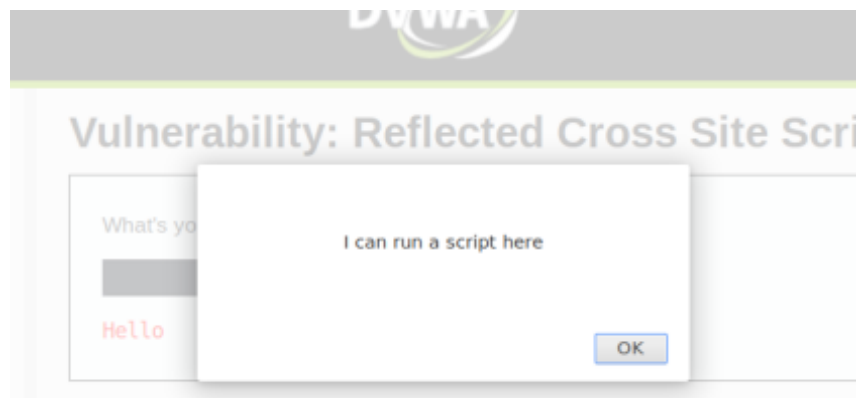 DVWA
Vulnerability: Reflected Cross Site Scri
What's yo
I can run a script here
Hello
OK